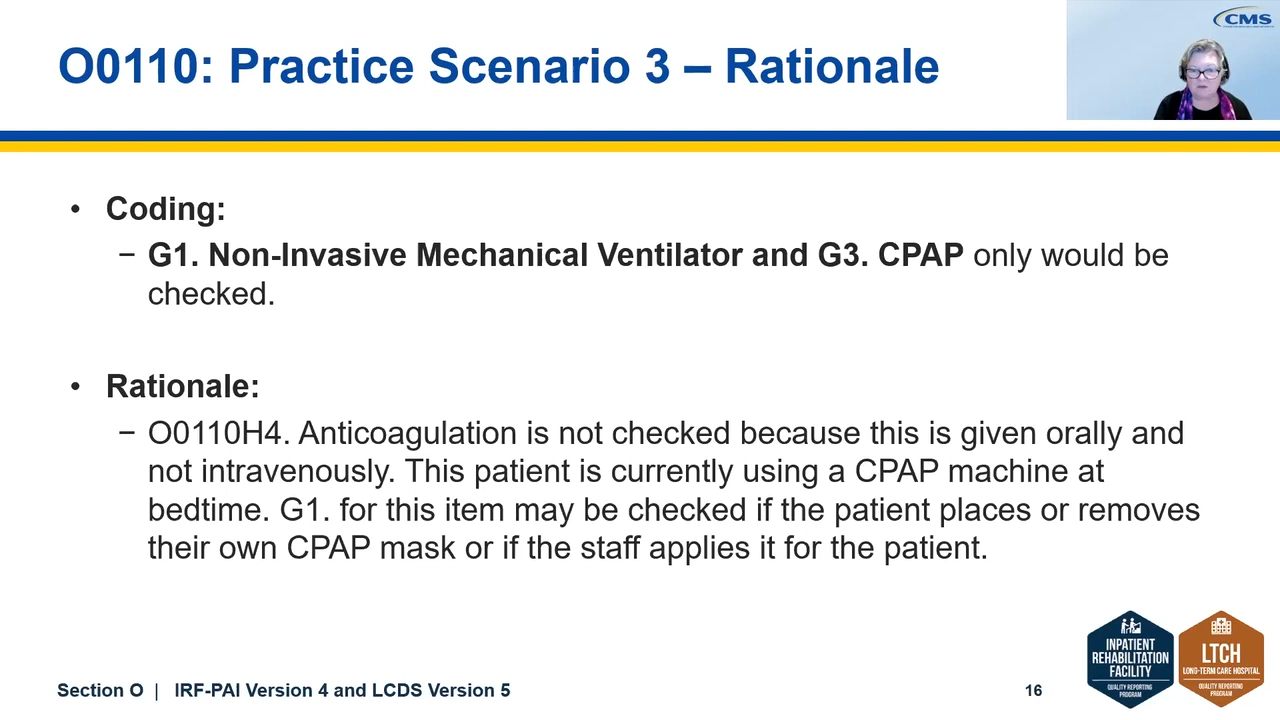 O0110: Practice Scenario 3 – Rationale
CMS
• Coding:
− G1. Non-Invasive Mechanical Ventilator and G3. CPAP only would be
checked.
• Rationale:
− O0110H4. Anticoagulation is not checked because this is given orally and
not intravenously. This patient is currently using a CPAP machine at
bedtime. G1. for this item may be checked if the patient places or removes
their own CPAP mask or if the staff applies it for the patient.
Section O | IRF-PAI Version 4 and LCDS Version 5
16
INPATIENT
REHABILITATION
FACILITY
QUALITY REPORTING
PROGRAM
LTCH
LONG-TERM CARE HOSPITAL
QUALITY REPORTING
PROGRAM